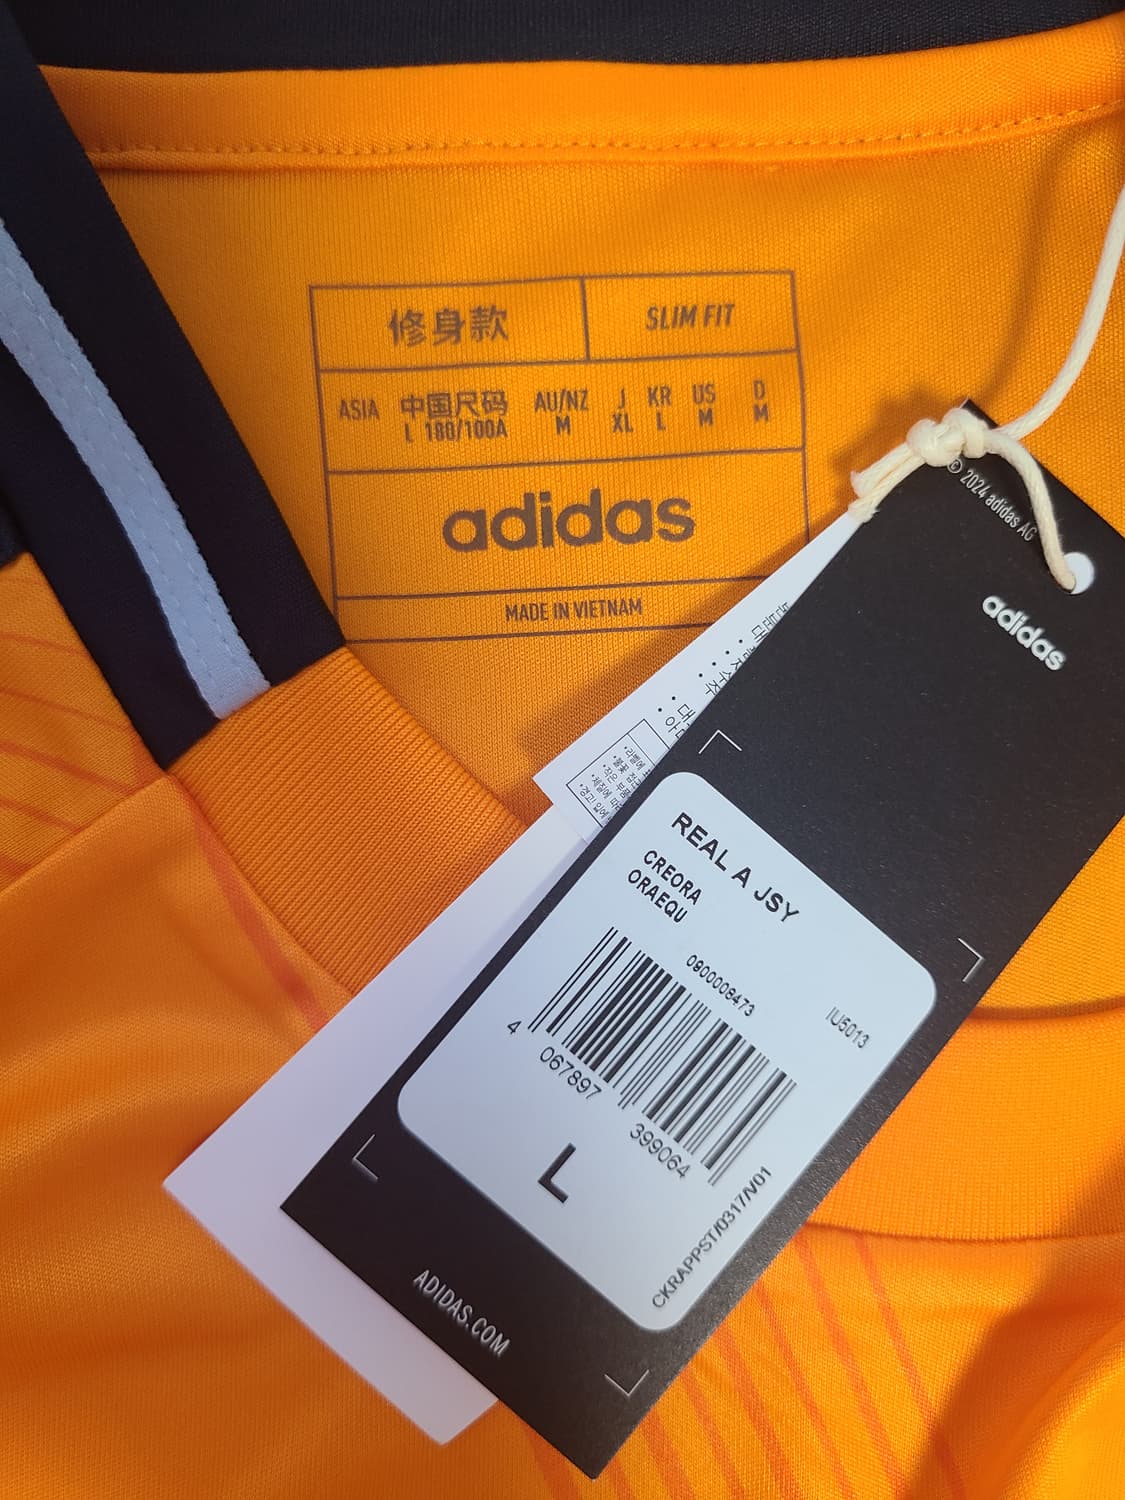 修身款 SLIM FIT
ASIA 中国尺码 AU/NZ J KR US D
L 180/100A M XL L M M
adidas
MADE IN VIETNAM
© 2024 adidas AG
adidas
REAL A JSY
CREORA
ORAEQU
0800008473
IU5013
4 067897 399064
L
CKRAPPST/0317/V01
ADIDAS.COM